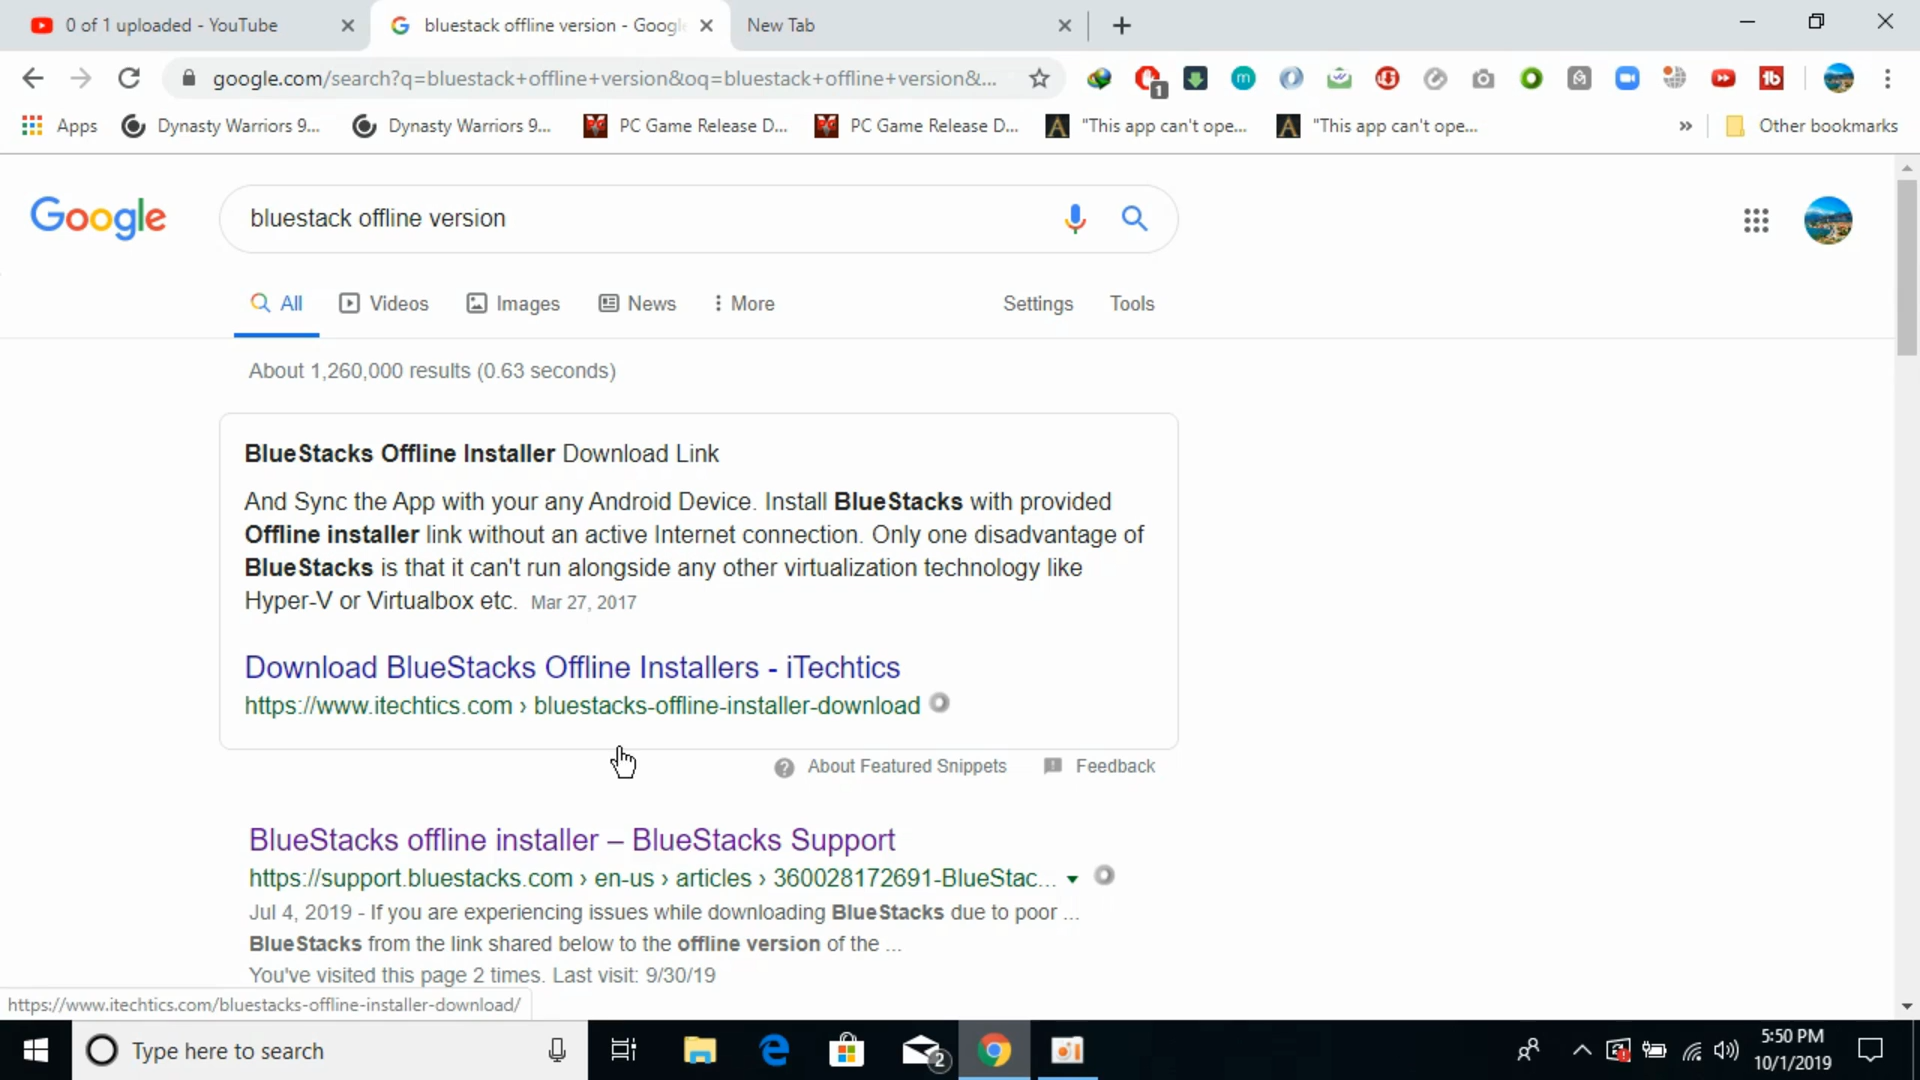 0 of 1 uploaded - YouTube
bluestack offline version - Googl
New Tab
google.com/search?q=bluestack+offline+version&oq=bluestack+offline+version&...
1
m
Apps
Dynasty Warriors 9...
Dynasty Warriors 9...
PC Game Release D...
PC Game Release D...
"This app can't ope...
"This app can't ope...
»
Other bookmarks
Google
bluestack offline version
All
Videos
Images
News
More
Settings
Tools
About 1,260,000 results (0.63 seconds)
BlueStacks Offline Installer Download Link
And Sync the App with your any Android Device. Install BlueStacks with provided
Offline installer link without an active Internet connection. Only one disadvantage of
BlueStacks is that it can't run alongside any other virtualization technology like
Hyper-V or Virtualbox etc. Mar 27, 2017
Download BlueStacks Offline Installers - iTechtics
https://www.itechtics.com › bluestacks-offline-installer-download
About Featured Snippets
Feedback
BlueStacks offline installer – BlueStacks Support
https://support.bluestacks.com › en-us › articles › 360028172691-BlueStac...
Jul 4, 2019 - If you are experiencing issues while downloading BlueStacks due to poor ...
BlueStacks from the link shared below to the offline version of the ...
You've visited this page 2 times. Last visit: 9/30/19
https://www.itechtics.com/bluestacks-offline-installer-download/
Type here to search
2
5:50 PM
10/1/2019